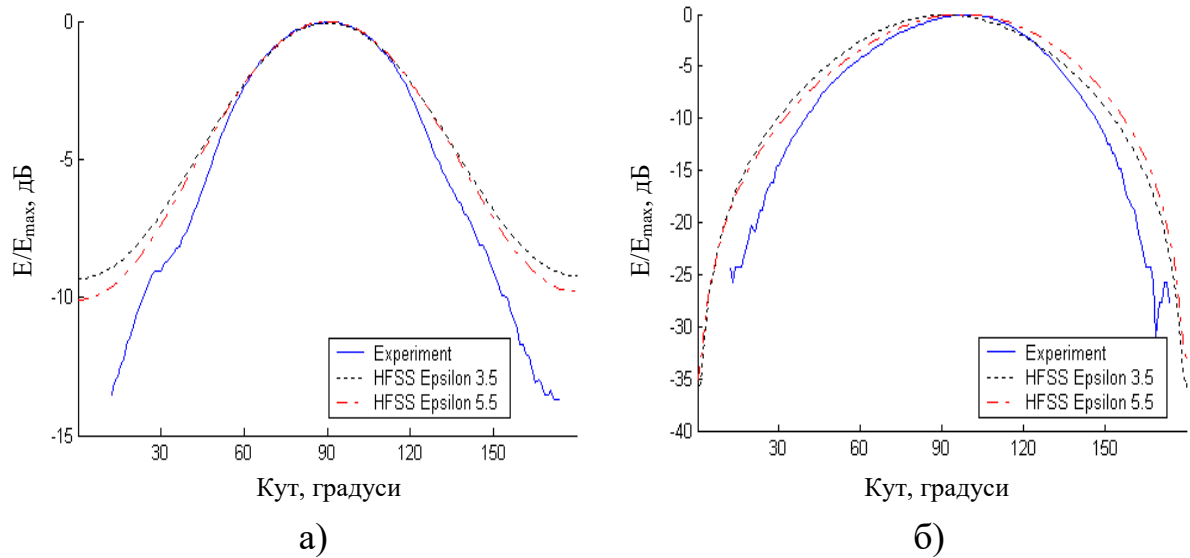 0
-5
-10
-15
E/Emax, дБ
30 60 90 120 150
Кут, градуси
Experiment
HFSS Epsilon 3.5
HFSS Epsilon 5.5
а)
0
-5
-10
-15
-20
-25
-30
-35
-40
E/Emax, дБ
30 60 90 120 150
Кут, градуси
Experiment
HFSS Epsilon 3.5
HFSS Epsilon 5.5
б)